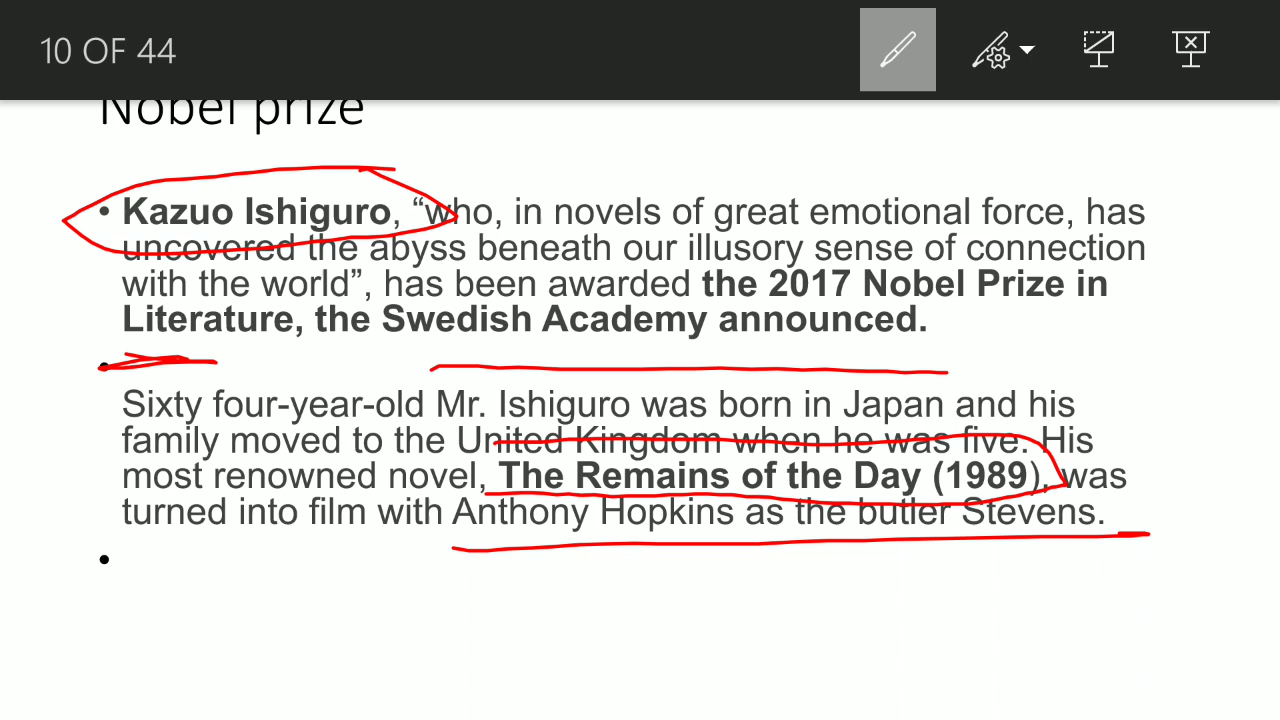 10 OF 44
Nobel prize
• Kazuo Ishiguro, “who, in novels of great emotional force, has
uncovered the abyss beneath our illusory sense of connection
with the world”, has been awarded the 2017 Nobel Prize in
Literature, the Swedish Academy announced.
•
Sixty four-year-old Mr. Ishiguro was born in Japan and his
family moved to the United Kingdom when he was five. His
most renowned novel, The Remains of the Day (1989), was
turned into film with Anthony Hopkins as the butler Stevens.
•